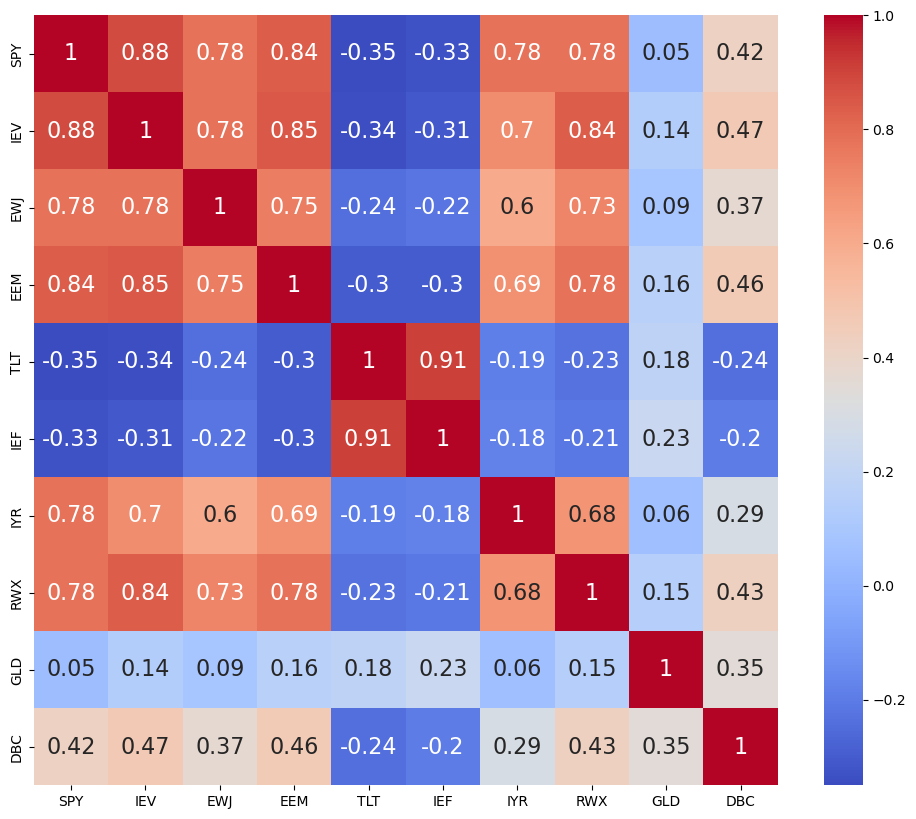 SPY 1 0.88 0.78 0.84 -0.35 -0.33 0.78 0.78 0.05 0.42
IEV 0.88 1 0.78 0.85 -0.34 -0.31 0.7 0.84 0.14 0.47
EWJ 0.78 0.78 1 0.75 -0.24 -0.22 0.6 0.73 0.09 0.37
EEM 0.84 0.85 0.75 1 -0.3 -0.3 0.69 0.78 0.16 0.46
TLT -0.35 -0.34 -0.24 -0.3 1 0.91 -0.19 -0.23 0.18 -0.24
IEF -0.33 -0.31 -0.22 -0.3 0.91 1 -0.18 -0.21 0.23 -0.2
IYR 0.78 0.7 0.6 0.69 -0.19 -0.18 1 0.68 0.06 0.29
RWX 0.78 0.84 0.73 0.78 -0.23 -0.21 0.68 1 0.15 0.43
GLD 0.05 0.14 0.09 0.16 0.18 0.23 0.06 0.15 1 0.35
DBC 0.42 0.47 0.37 0.46 -0.24 -0.2 0.29 0.43 0.35 1
SPY IEV EWJ EEM TLT IEF IYR RWX GLD DBC
1.0
0.8
0.6
0.4
0.2
0.0
−0.2